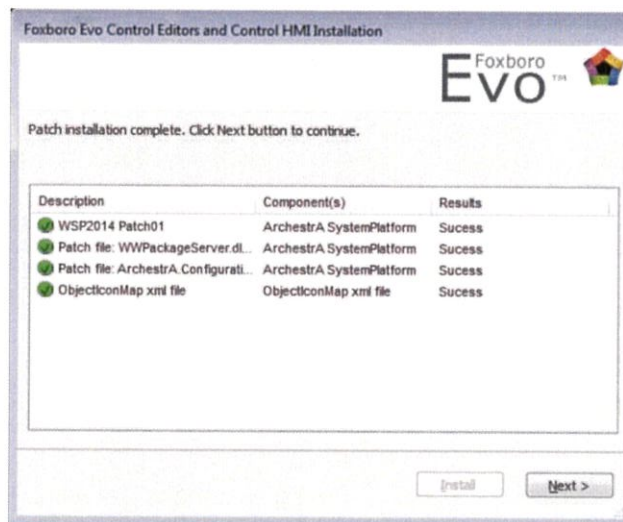 Foxboro Evo Control Editors and Control HMI Installation
Foxboro
Evo™
Patch installation complete. Click Next button to continue.
Description Component(s) Results
WSP2014 Patch01 ArchestrA SystemPlatform Sucess
Patch file: WWPackageServer.dl... ArchestrA SystemPlatform Sucess
Patch file: ArchestrA.Configurati... ArchestrA SystemPlatform Sucess
ObjectIconMap xml file ObjectIconMap xml file Sucess
Install Next >